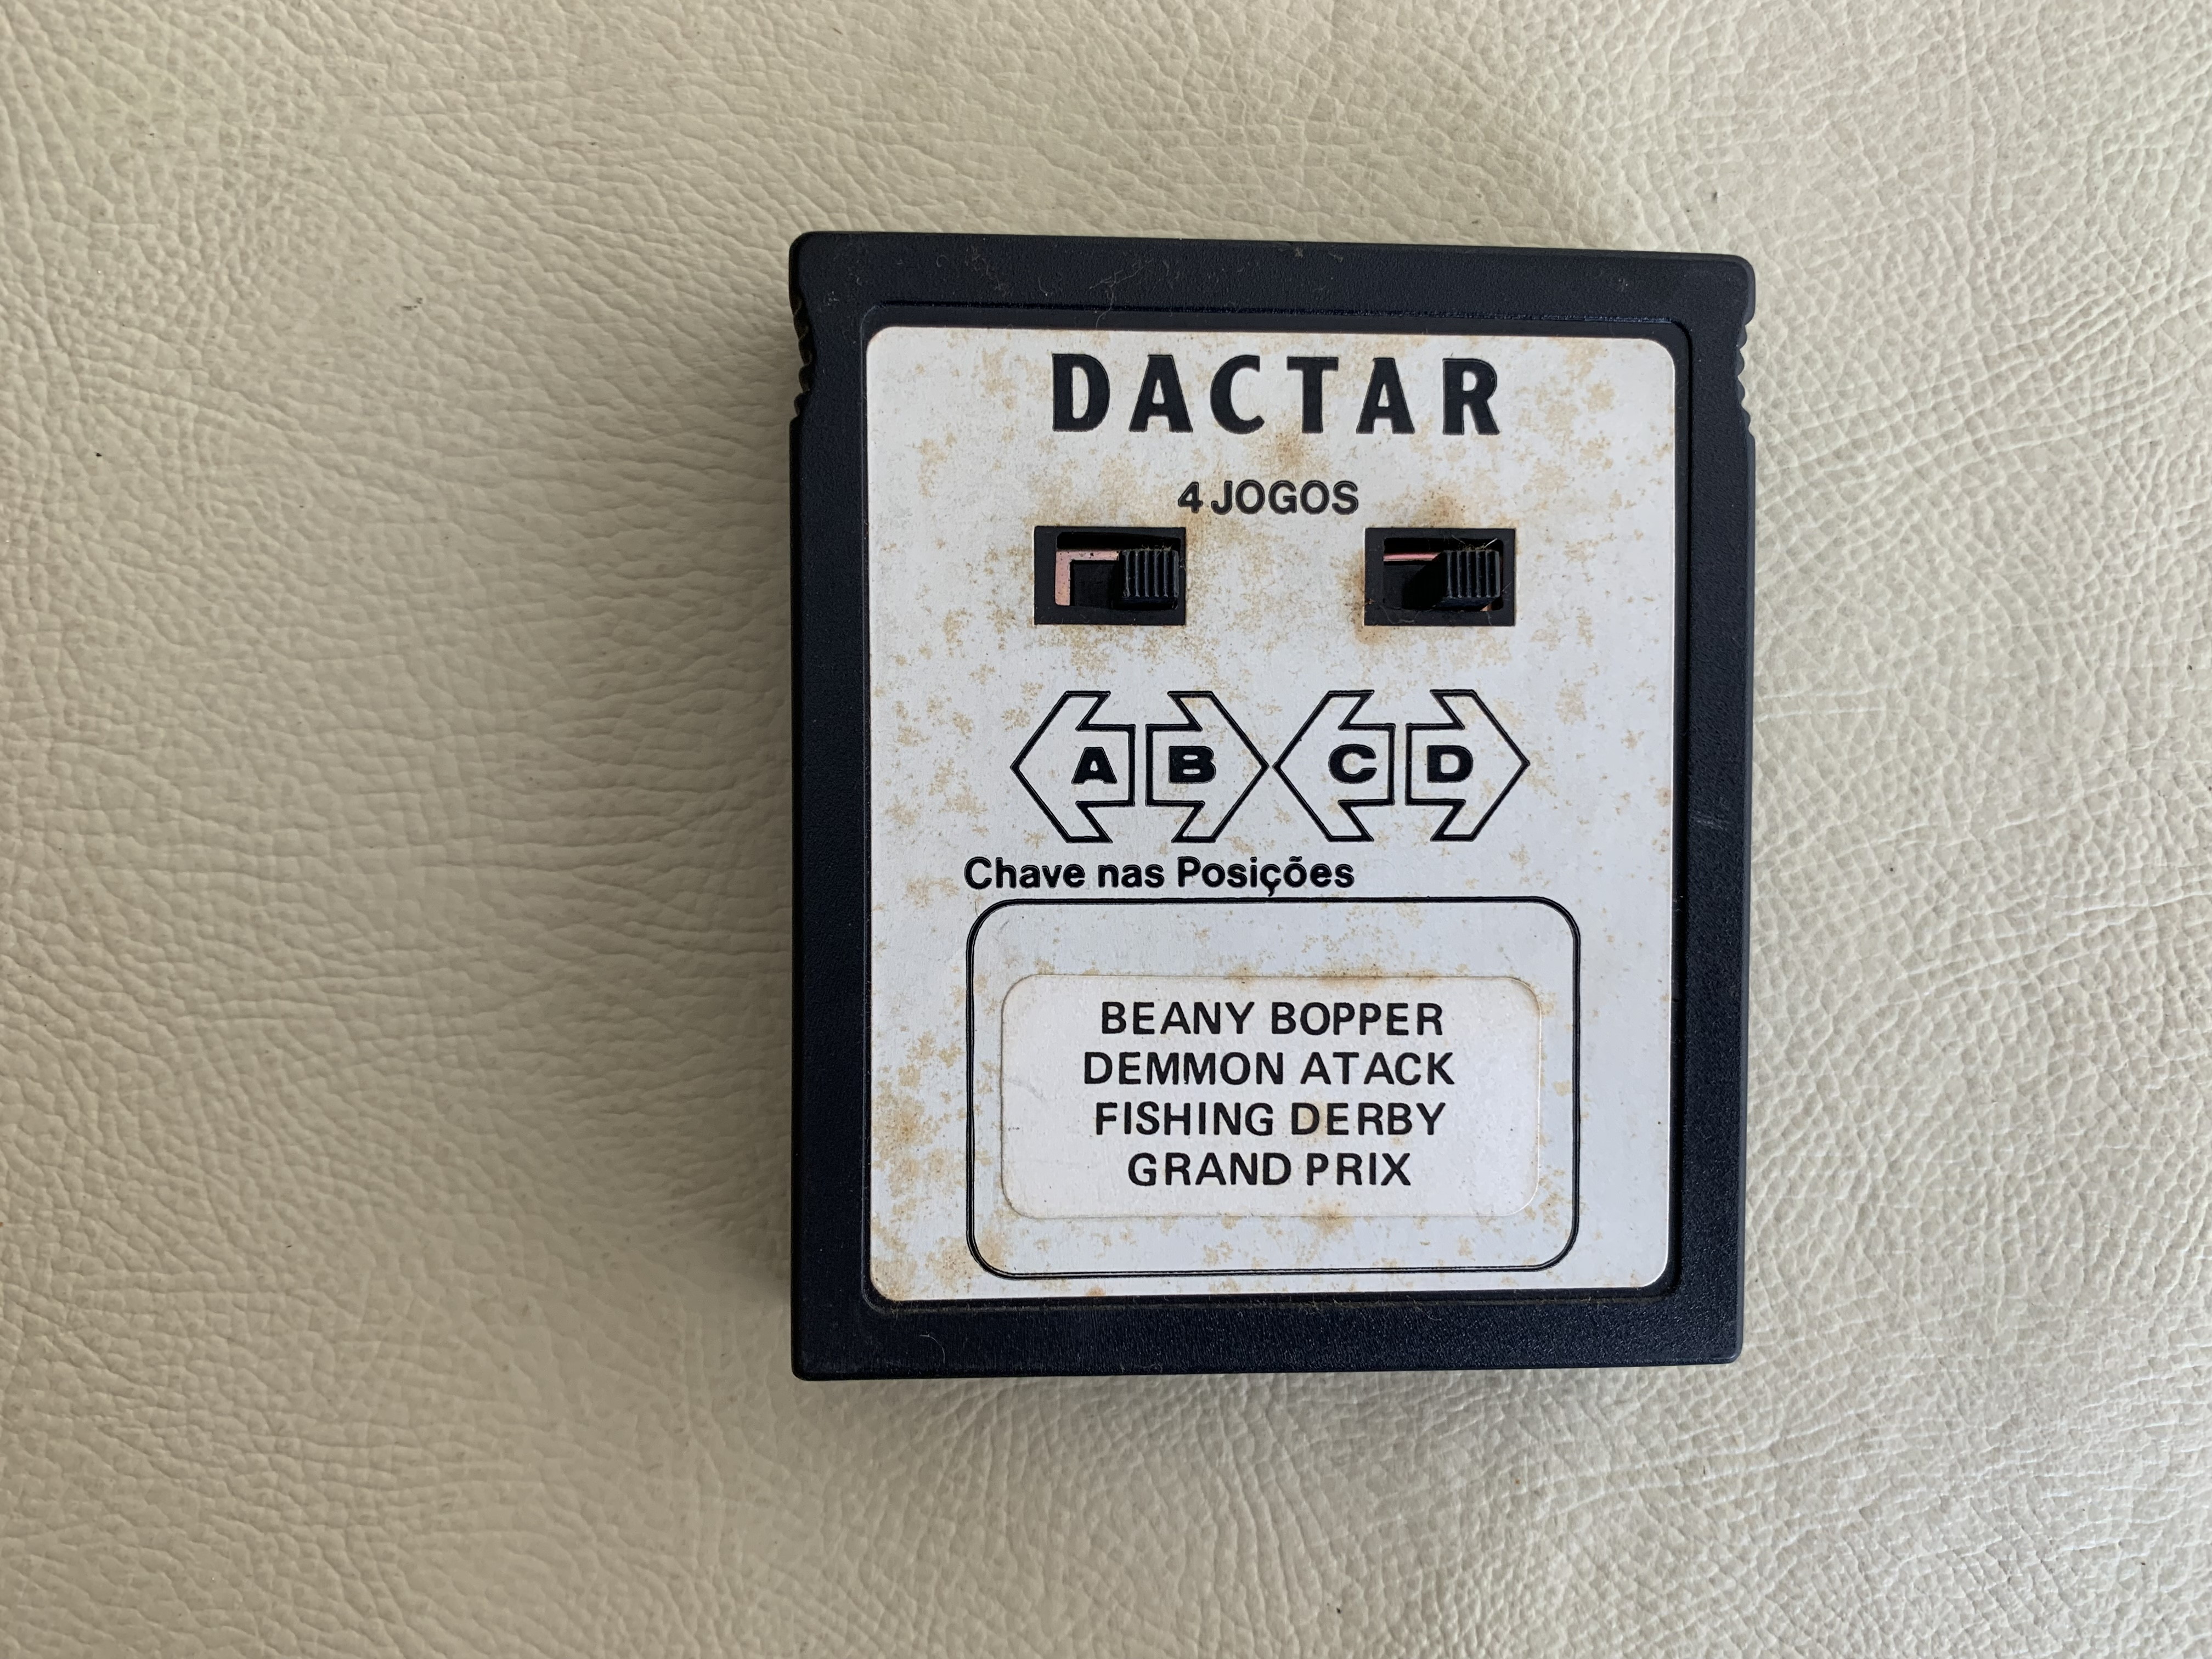 DACTAR
4 JOGOS
A B C D
Chave nas Posições
BEANY BOPPER
DEMMON ATACK
FISHING DERBY
GRAND PRIX